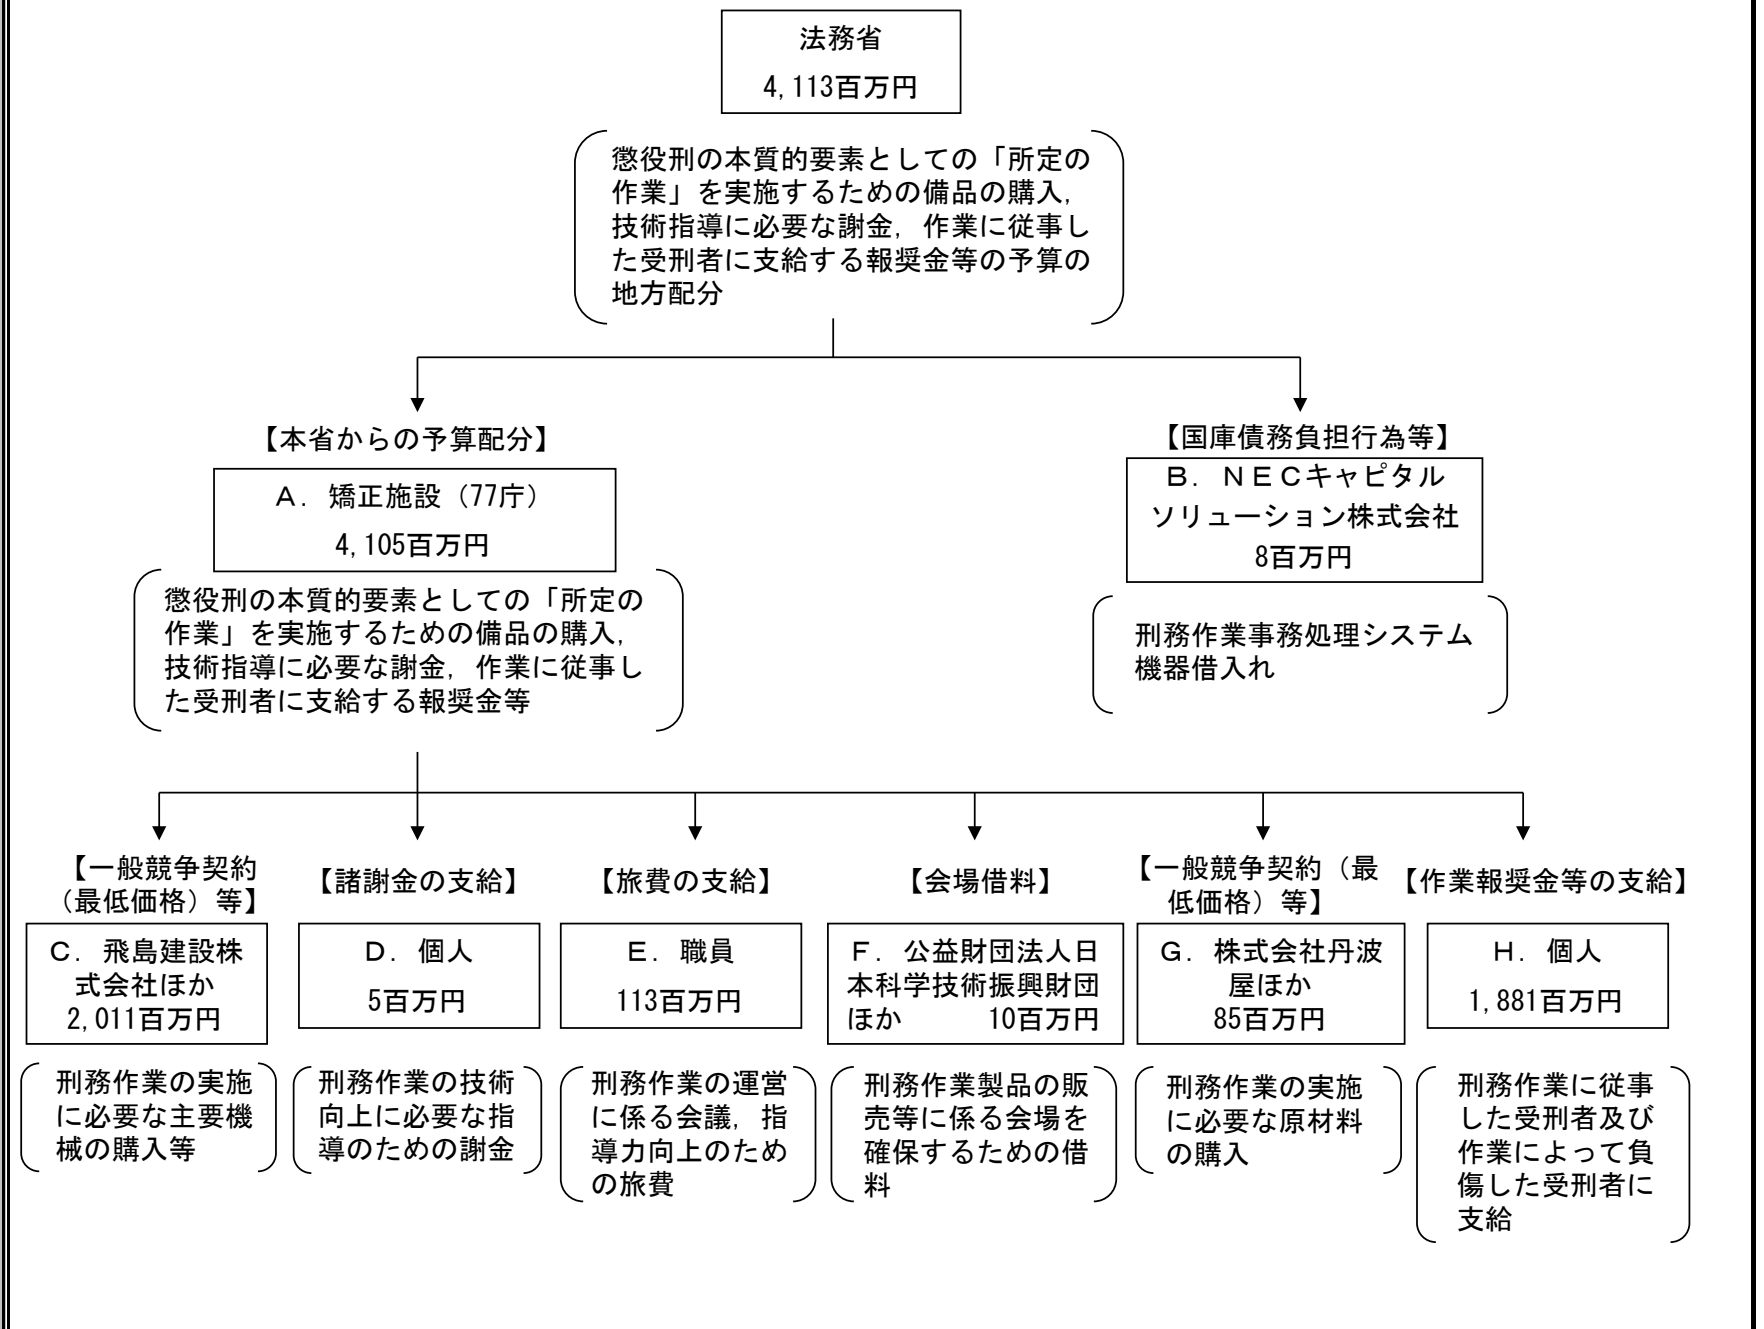 法務省
4,113百万円
懲役刑の本質的要素としての「所定の
作業」を実施するための備品の購入,
技術指導に必要な謝金,作業に従事し
た受刑者に支給する報奨金等の予算の
地方配分
【本省からの予算配分】
A．矯正施設（77庁）
4,105百万円
懲役刑の本質的要素としての「所定の
作業」を実施するための備品の購入,
技術指導に必要な謝金,作業に従事し
た受刑者に支給する報奨金等
【国庫債務負担行為等】
Ｂ．ＮＥＣキャピタル
ソリューション株式会社
8百万円
刑務作業事務処理システム
機器借入れ
【一般競争契約
（最低価格）等】
Ｃ．飛島建設株
式会社ほか
2,011百万円
刑務作業の実施
に必要な主要機
械の購入等
【諸謝金の支給】
Ｄ．個人
5百万円
刑務作業の技術
向上に必要な指
導のための謝金
【旅費の支給】
Ｅ．職員
113百万円
刑務作業の運営
に係る会議,指
導力向上のため
の旅費
【会場借料】
Ｆ．公益財団法人日
本科学技術振興財団
ほか　　　10百万円
刑務作業製品の販
売等に係る会場を
確保するための借
料
【一般競争契約（最
低価格）等】
Ｇ．株式会社丹波
屋ほか
85百万円
刑務作業の実施
に必要な原材料
の購入
【作業報奨金等の支給】
Ｈ．個人
1,881百万円
刑務作業に従事
した受刑者及び
作業によって負
傷した受刑者に
支給